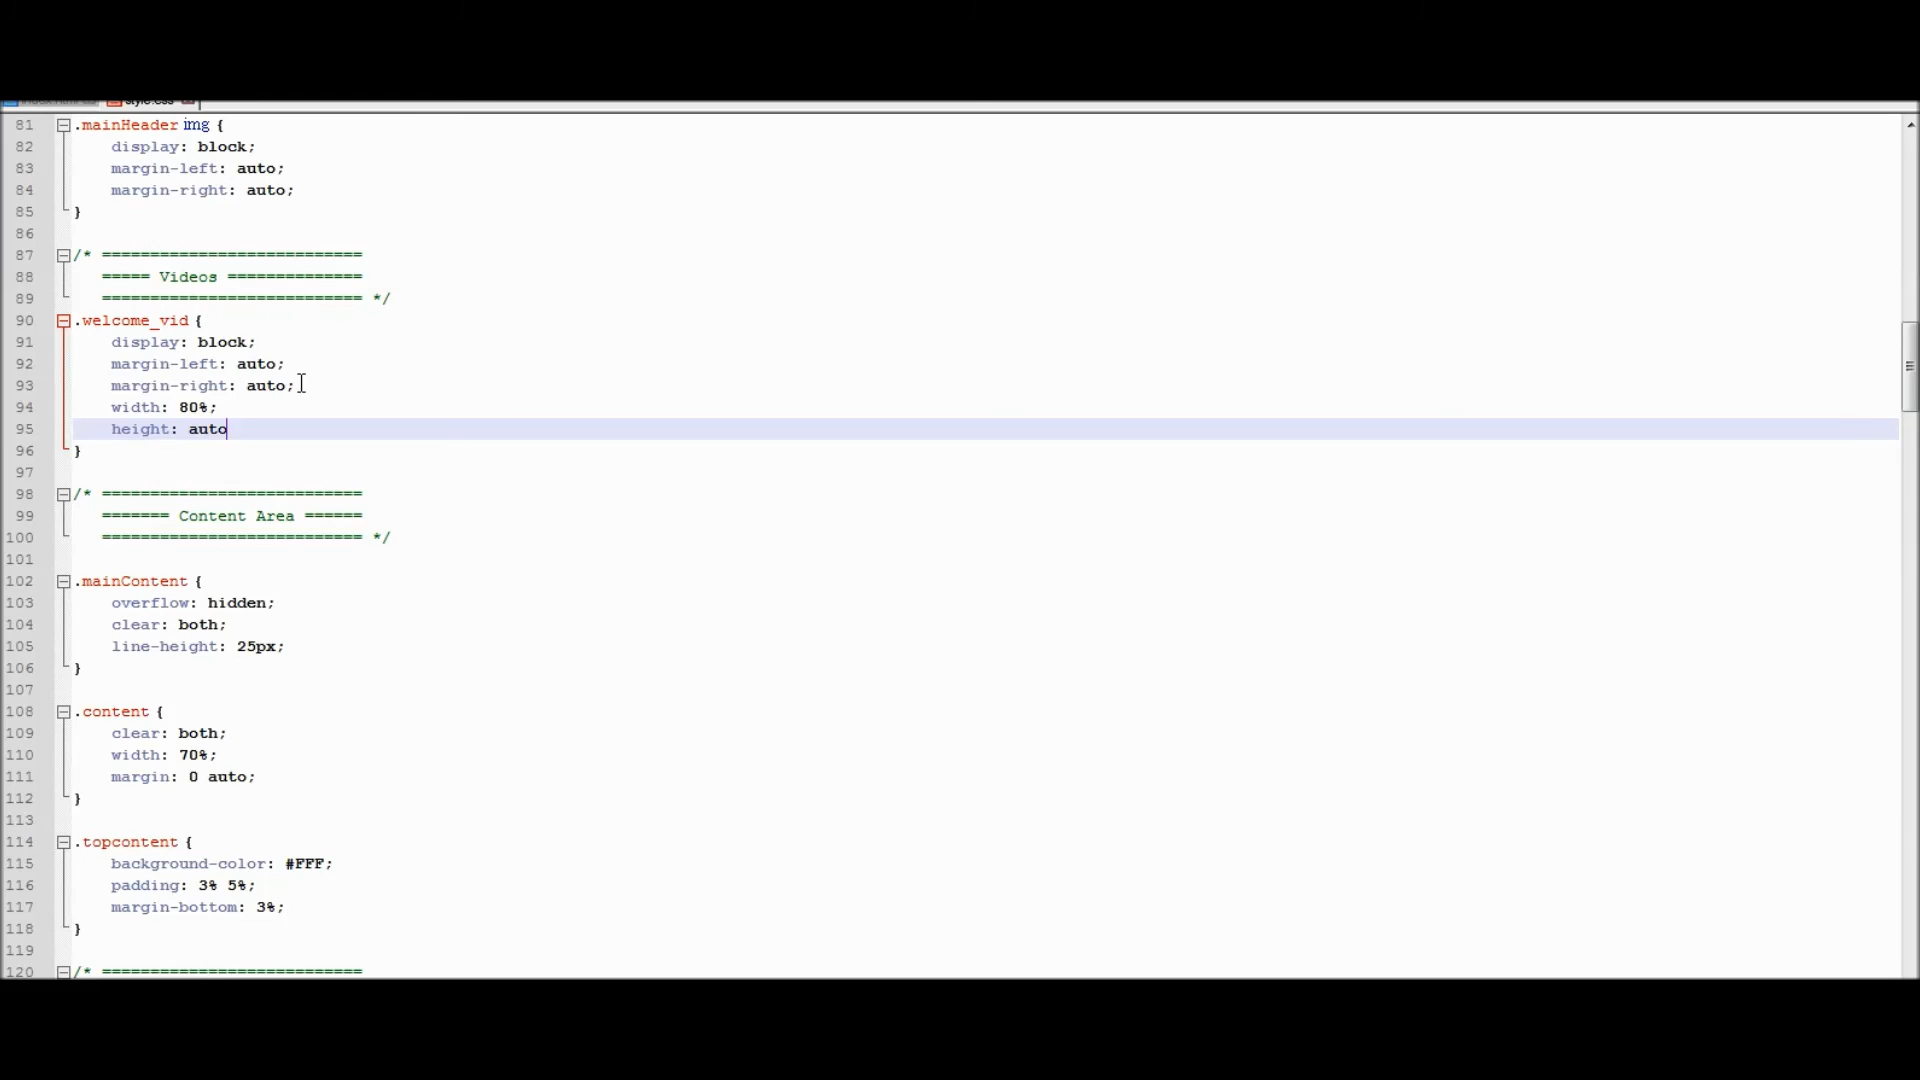 style.css
81 .mainHeader img {
82 display: block;
83 margin-left: auto;
84 margin-right: auto;
85 }
86
87 /* ===========================
88 ===== Videos ==============
89 =========================== */
90 .welcome_vid {
91 display: block;
92 margin-left: auto;
93 margin-right: auto;
94 width: 80%;
95 height: auto
96 }
97
98 /* ===========================
99 ======= Content Area ======
100 =========================== */
101
102 .mainContent {
103 overflow: hidden;
104 clear: both;
105 line-height: 25px;
106 }
107
108 .content {
109 clear: both;
110 width: 70%;
111 margin: 0 auto;
112 }
113
114 .topcontent {
115 background-color: #FFF;
116 padding: 3% 5%;
117 margin-bottom: 3%;
118 }
119
120 /* ===========================